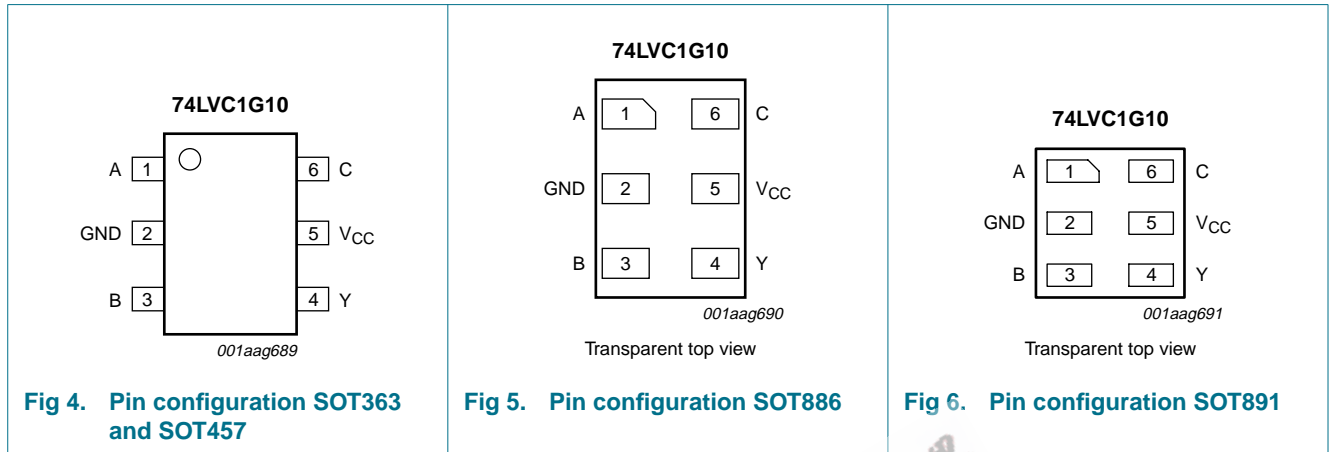 74LVC1G10
A 1 6 C
GND 2 5 VCC
B 3 4 Y
001aag689
Fig 4. Pin configuration SOT363
and SOT457
74LVC1G10
A 1 6 C
GND 2 5 VCC
B 3 4 Y
001aag690
Transparent top view
Fig 5. Pin configuration SOT886
74LVC1G10
A 1 6 C
GND 2 5 VCC
B 3 4 Y
001aag691
Transparent top view
Fig 6. Pin configuration SOT891